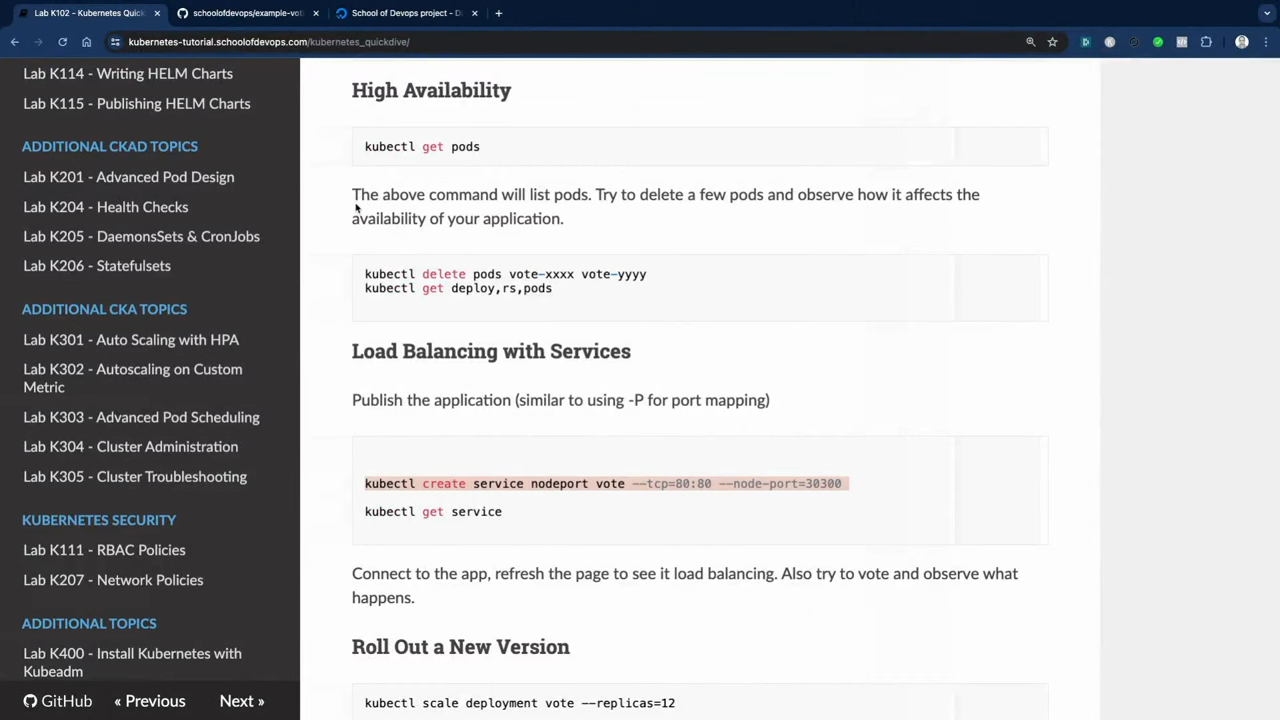 Lab K102 - Kubernetes Quick
schoolofdevops/example-vot
School of Devops project - D
kubernetes-tutorial.schoolofdevops.com/kubernetes_quickdive/
Lab K114 - Writing HELM Charts
Lab K115 - Publishing HELM Charts
ADDITIONAL CKAD TOPICS
Lab K201 - Advanced Pod Design
Lab K204 - Health Checks
Lab K205 - DaemonsSets & CronJobs
Lab K206 - Statefulsets
ADDITIONAL CKA TOPICS
Lab K301 - Auto Scaling with HPA
Lab K302 - Autoscaling on Custom
Metric
Lab K303 - Advanced Pod Scheduling
Lab K304 - Cluster Administration
Lab K305 - Cluster Troubleshooting
KUBERNETES SECURITY
Lab K111 - RBAC Policies
Lab K207 - Network Policies
ADDITIONAL TOPICS
Lab K400 - Install Kubernetes with
Kubeadm
GitHub « Previous Next »
High Availability
kubectl get pods
The above command will list pods. Try to delete a few pods and observe how it affects the
availability of your application.
kubectl delete pods vote-xxxx vote-yyyy
kubectl get deploy,rs,pods
Load Balancing with Services
Publish the application (similar to using -P for port mapping)
kubectl create service nodeport vote --tcp=80:80 --node-port=30300
kubectl get service
Connect to the app, refresh the page to see it load balancing. Also try to vote and observe what
happens.
Roll Out a New Version
kubectl scale deployment vote --replicas=12